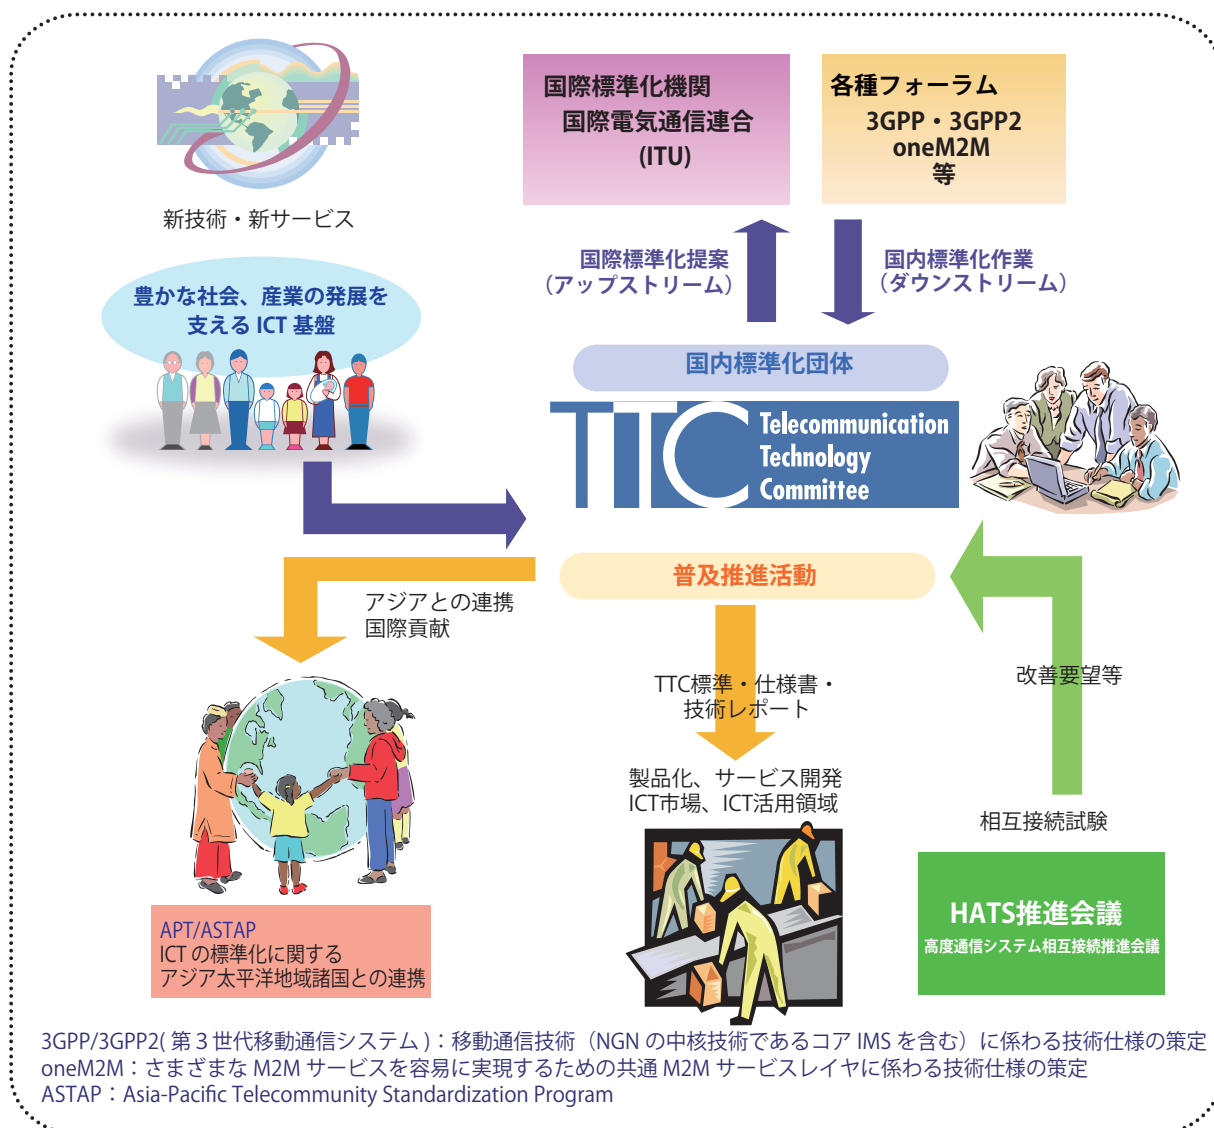 国際標準化機関
国際電気通信連合
(ITU)
各種フォーラム
3GPP・3GPP2
oneM2M
等
新技術・新サービス
国際標準化提案
（アップストリーム）
国内標準化作業
（ダウンストリーム）
豊かな社会、産業の発展を
支える ICT 基盤
国内標準化団体
TTC
Telecommunication
Technology
Committee
普及推進活動
アジアとの連携
国際貢献
TTC標準・仕様書・
技術レポート
改善要望等
製品化、サービス開発
ICT市場、ICT活用領域
相互接続試験
HATS推進会議
高度通信システム相互接続推進会議
APT/ASTAP
ICT の標準化に関する
アジア太平洋地域諸国との連携
3GPP/3GPP2( 第３世代移動通信システム )：移動通信技術（NGN の中核技術であるコア IMS を含む）に係わる技術仕様の策定
oneM2M：さまざまな M2M サービスを容易に実現するための共通 M2M サービスレイヤに係わる技術仕様の策定
ASTAP：Asia-Pacific Telecommunity Standardization Program